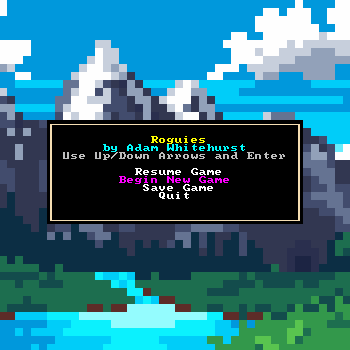 Roguies
by Adam Whitehurst
Use Up/Down Arrows and Enter
Resume Game
Begin New Game
Save Game
Quit